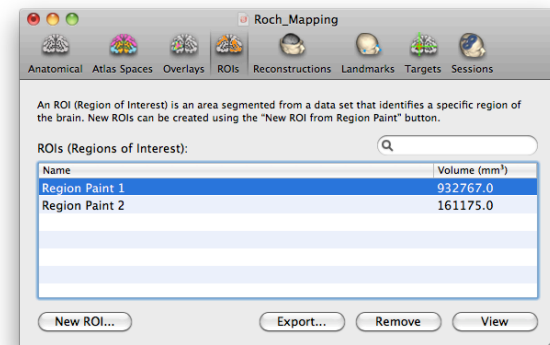 Roch_Mapping
Anatomical Atlas Spaces Overlays ROIs Reconstructions Landmarks Targets Sessions
An ROI (Region of Interest) is an area segmented from a data set that identifies a specific region of
the brain. New ROIs can be created using the “New ROI from Region Paint” button.
ROIs (Regions of Interest):
Name Volume (mm³)
Region Paint 1 932767.0
Region Paint 2 161175.0
New ROI... Export... Remove View